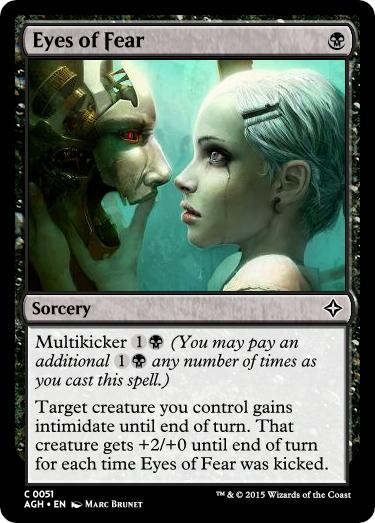 Eyes of Fear
Sorcery
Multikicker 1 (You may pay an
additional 1 any number of times as
you cast this spell.)
Target creature you control gains
intimidate until end of turn. That
creature gets +2/+0 until end of turn
for each time Eyes of Fear was kicked.
C 0051
AGH • EN Marc Brunet
™ & © 2015 Wizards of the Coast